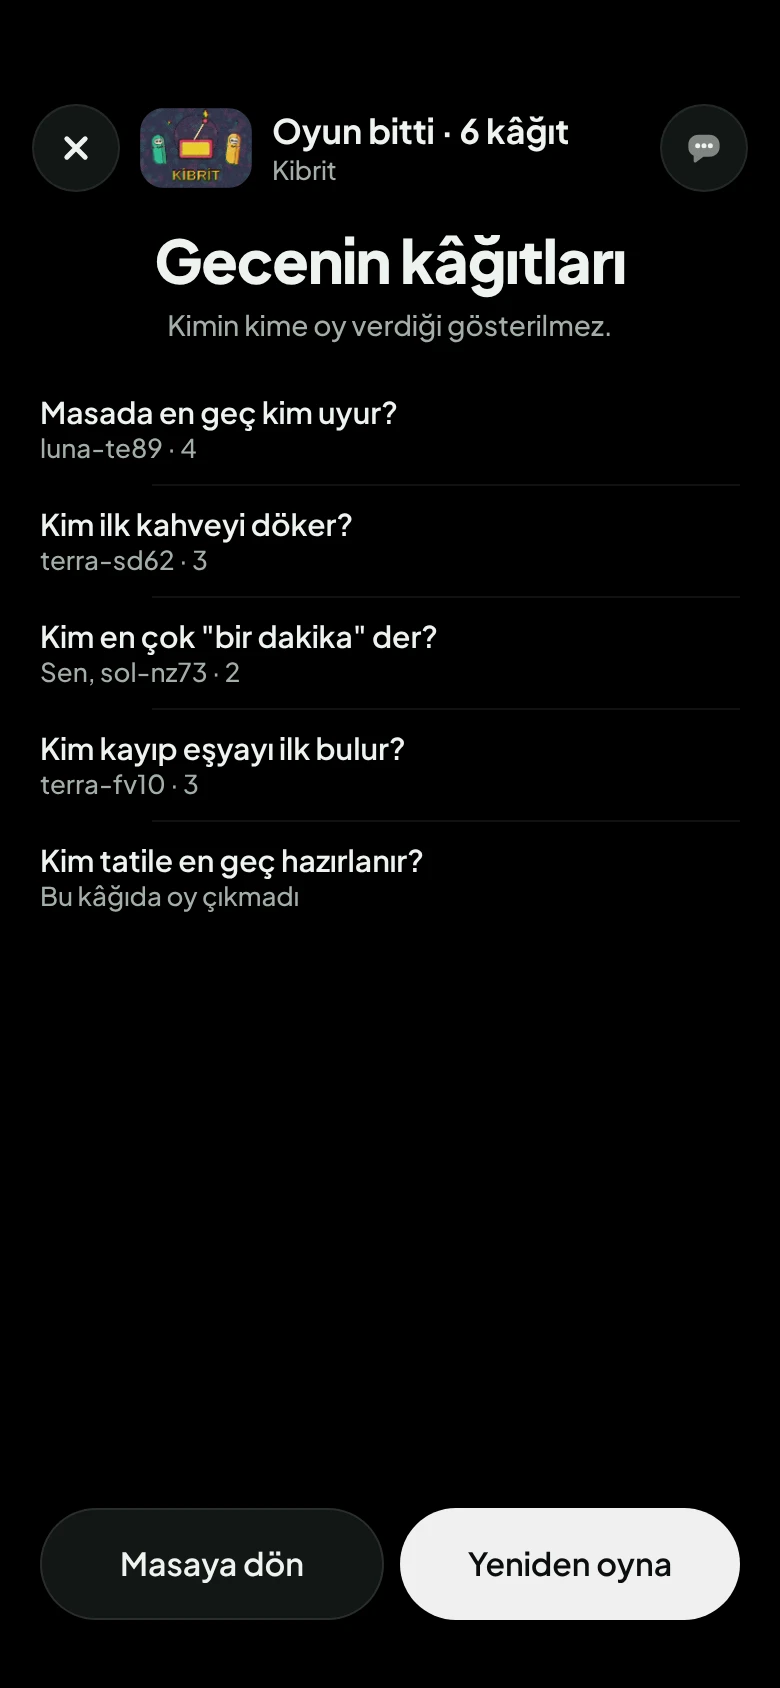 Oyun bitti · 6 kâğıt
Kibrit
KİBRİT
Gecenin kâğıtları
Kimin kime oy verdiği gösterilmez.
Masada en geç kim uyur?
luna-te89 · 4
Kim ilk kahveyi döker?
terra-sd62 · 3
Kim en çok "bir dakika" der?
Sen, sol-nz73 · 2
Kim kayıp eşyayı ilk bulur?
terra-fv10 · 3
Kim tatile en geç hazırlanır?
Bu kâğıda oy çıkmadı
Masaya dön
Yeniden oyna